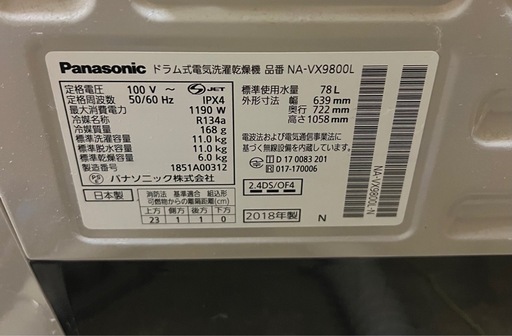 Panasonic ドラム式電気洗濯乾燥機 品番 NA-VX9800L
定格電圧 100 V~ JET
定格周波数 50/60 Hz IPX4
最大消費電力 1190 W
冷媒名称 R134a
冷媒質量 168 g
標準洗濯容量 11.0 kg
標準脱水容量 11.0 kg
標準乾燥容量 6.0 kg
製造番号 1851A00312
パナソニック株式会社
標準使用水量 78 L
外形寸法 幅 639 mm
奥行 722 mm
高さ 1058 mm
電波法および電気通信事業法に
基づく無線設備を内蔵しています
D 17 0083 201
017-170006
2.4DS/OF4
日本製
消防法 基準適合 組込形
可燃物からの離隔距離(cm)
上方 側方 後方 下方
23 1 1 0
2018年製 N
NA-VX9800L-N